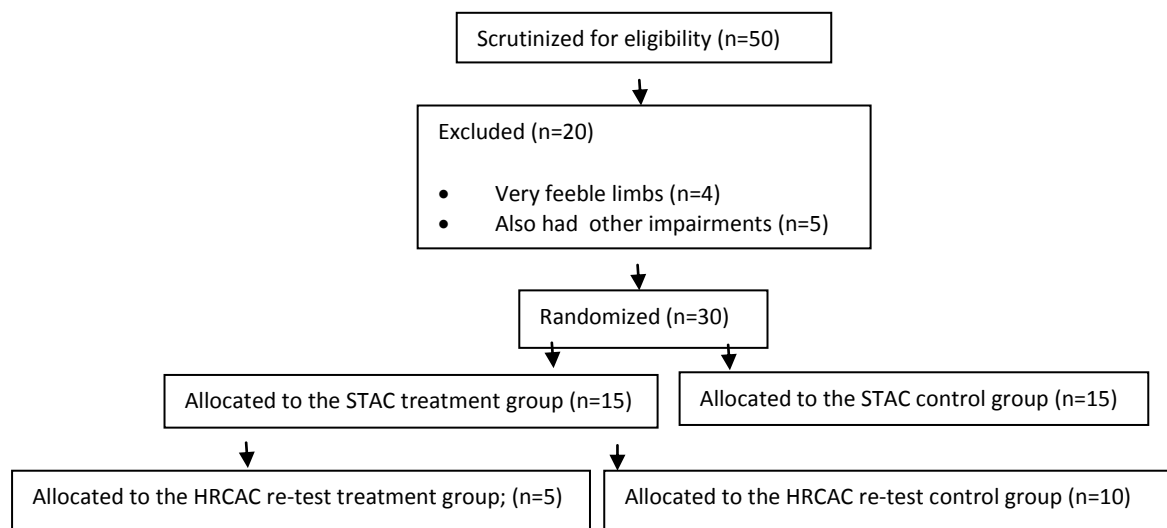 Scrutinized for eligibility (n=50)
Excluded (n=20)
• Very feeble limbs (n=4)
• Also had other impairments (n=5)
Randomized (n=30)
Allocated to the STAC treatment group (n=15)
Allocated to the STAC control group (n=15)
Allocated to the HRCAC re-test treatment group; (n=5)
Allocated to the HRCAC re-test control group (n=10)